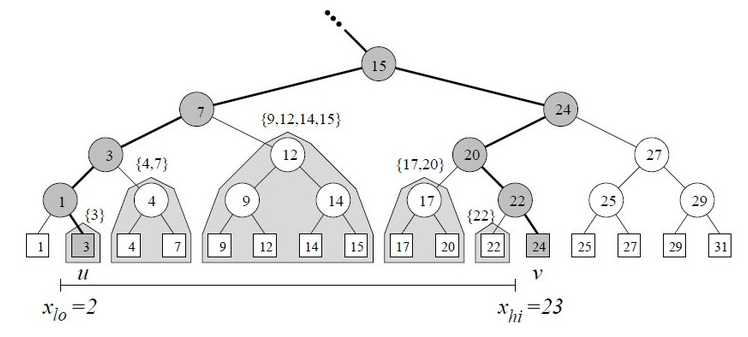 15
7 24
{9,12,14,15}
3 {4,7} 12 {17,20} 20 27
1 {3} 4 9 14 17 {22} 22 25 29
1 3 4 7 9 12 14 15 17 20 22 24 25 27 29 31
u v
x_lo =2 x_hi =23